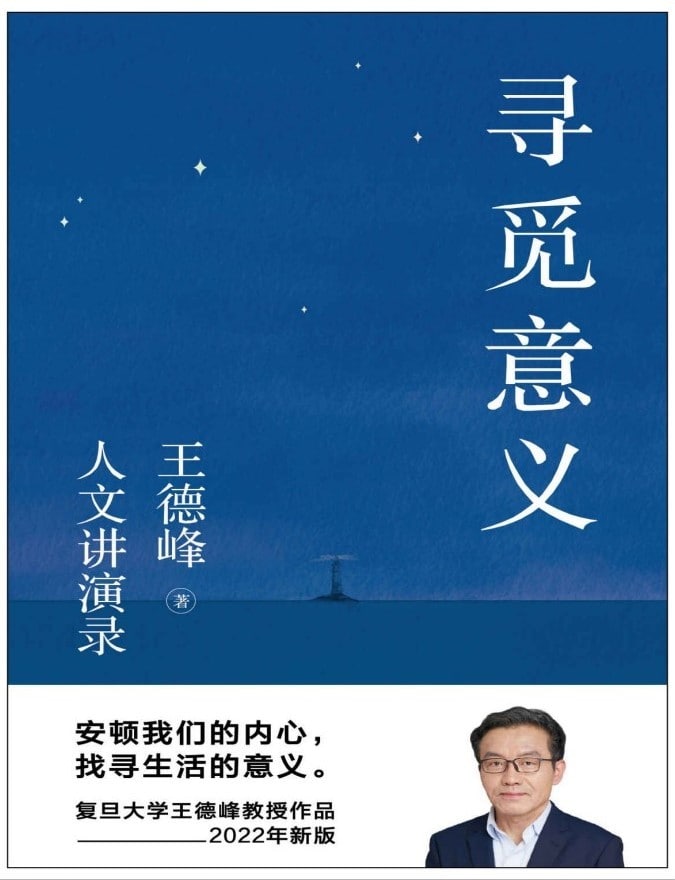 寻觅意义
王德峰 著
人文讲演录
安顿我们的内心，
找寻生活的意义。
复旦大学王德峰教授作品
2022年新版